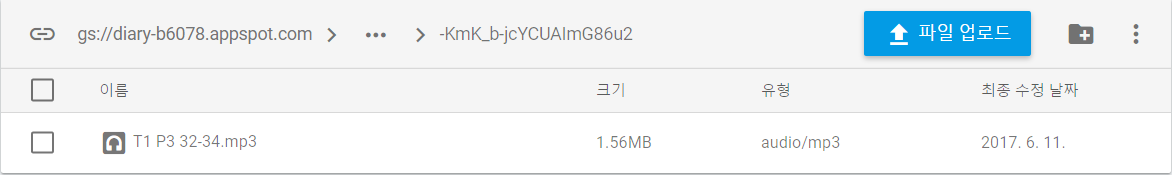 gs://diary-b6078.appspot.com > ••• > -KmK_b-jcYCUAImG86u2 파일 업로드
이름 크기 유형 최종 수정 날짜
T1 P3 32-34.mp3 1.56MB audio/mp3 2017. 6. 11.